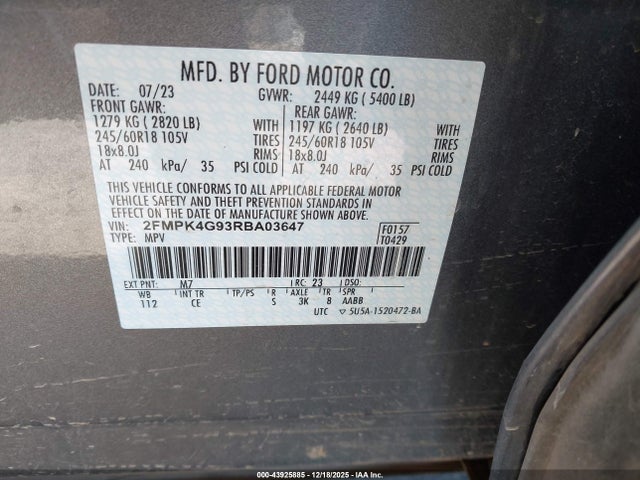 MFD. BY FORD MOTOR CO.
DATE: 07/23 GVWR: 2449 KG ( 5400 LB)
FRONT GAWR: REAR GAWR:
1279 KG ( 2820 LB) WITH 1197 KG ( 2640 LB) WITH
245/60R18 105V TIRES 245/60R18 105V TIRES
18x8.0J RIMS 18x8.0J RIMS
AT 240 kPa/ 35 PSI COLD AT 240 kPa/ 35 PSI COLD
THIS VEHICLE CONFORMS TO ALL APPLICABLE FEDERAL MOTOR
VEHICLE SAFETY AND THEFT PREVENTION STANDARDS IN
EFFECT ON THE DATE OF MANUFACTURE SHOWN ABOVE.
VIN: 2FMPK4G93RBA03647 F0157
TYPE: MPV T0429
EXT PNT: M7 RC: 23 DSO:
WB INT TR TP/PS R AXLE TR SPR
112 CE S 3K 8 AABB
UTC ▽ 5U5A-1520472-BA
000-43925885 - 12/18/2025 - IAA Inc.